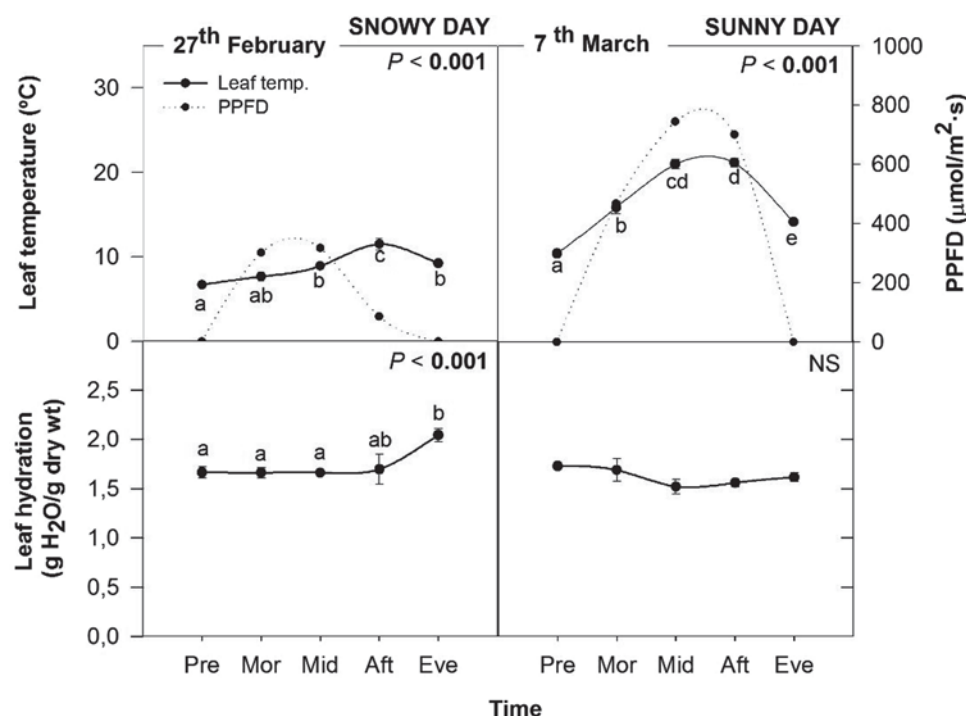 SNOWY DAY
27th February
P < 0.001
Leaf temp.
PPFD
SUNNY DAY
7 th March
P < 0.001
Leaf temperature (ºC)
30
20
10
0
a
ab
b
c
b
a
b
cd
d
e
1000
800
600
400
200
0
PPFD (μmol/m2·s)
P < 0.001
NS
Leaf hydration
(g H2O/g dry wt)
2,5
2,0
1,5
1,0
0,5
0,0
a
a
a
ab
b
Pre Mor Mid Aft Eve
Pre Mor Mid Aft Eve
Time